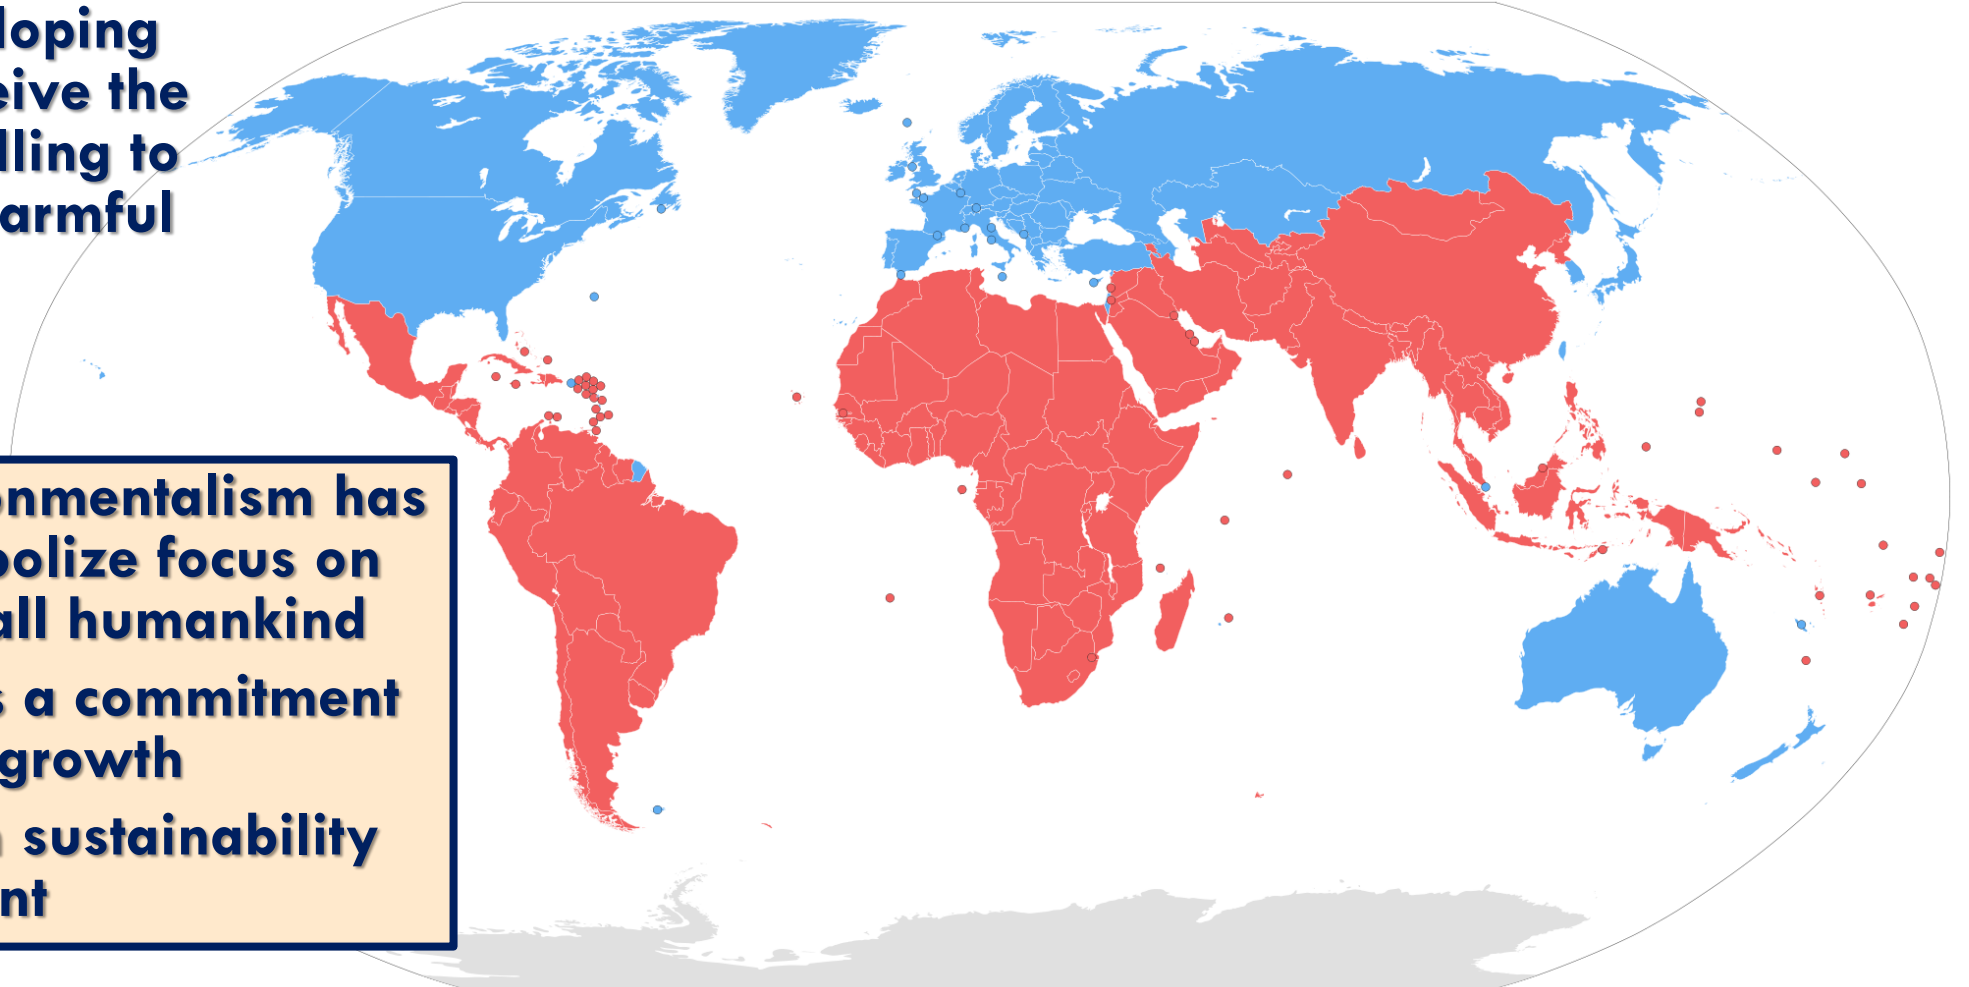 loping
eive the
lling to
armful
onmentalism has
polize focus on
all humankind
s a commitment
growth
n sustainability
nt